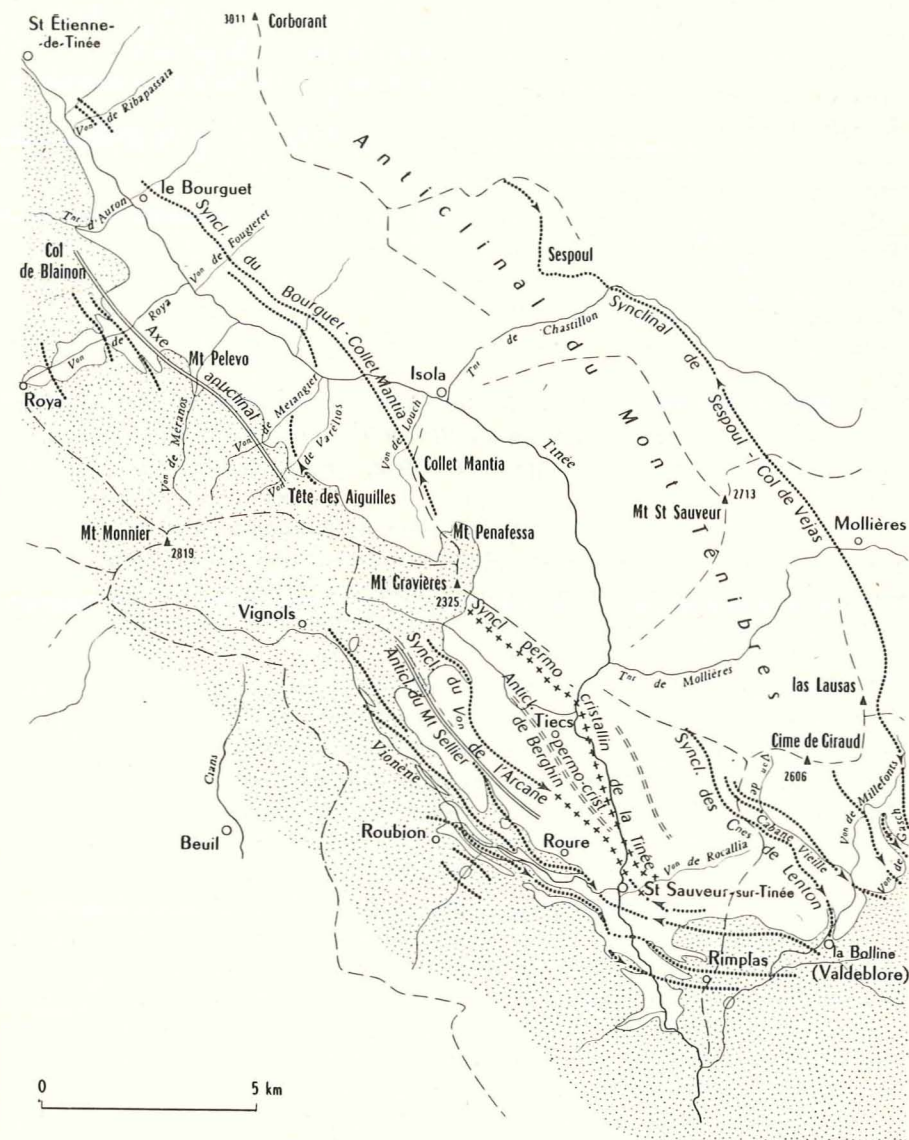 St Étienne-
-de-Tinée
3011 Corborant
Von de Ribapassata
le Bourguet
Tnt d'Auron
Syncl. du Bourguet - Collet Mantia
Von de Fougieret
Col
de Blainon
Anticlinal du Mont Ténibres
Sespoul
Synclinal de Sespoul - Col de Vejas
Von de Roya
Axe anticlinal
Mt Pelevo
Roya
Tnt de Chastillon
Isola
Tinée
Von de Méranos
Von de Louch
Von de Varélios
Collet Mantia
Tête des Aiguilles
Mt St Sauveur
2713
Mollières
Mt Monnier
2819
Mt Penafessa
Mt Gravières
2325
Vignols
Syncl. permo-cristallin de la Tinée
Tnt de Mollières
Syncl. du Von de l'Arcane
Anticl. du Mt Sellier
Anticl. permo-crist. de Berghin
Tiecs
las Lausas
Cime de Giraud
2606
Vionène
Cians
Syncl. des Cnes de Lenton
Von de Cabane Vieille
Von de Millefonts
Beuil
Roubion
Roure
Von de Rocallia
St Sauveur-sur-Tinée
la Bolline
(Valdeblore)
Rimplas
0
5 km